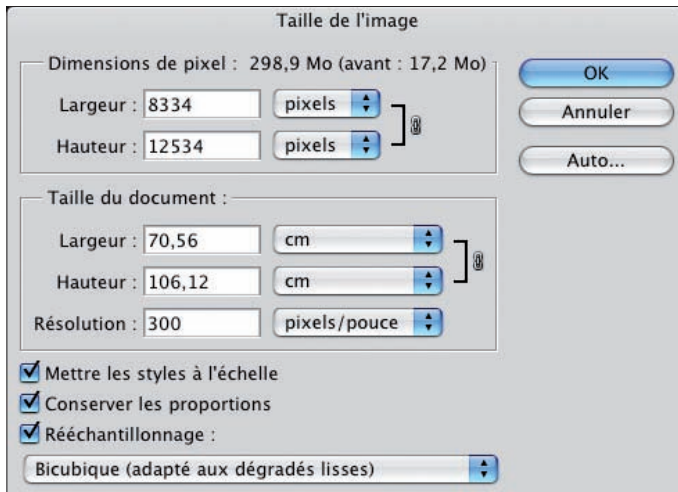 Taille de l'image
Dimensions de pixel : 298,9 Mo (avant : 17,2 Mo)
Largeur : 8334 pixels
Hauteur : 12534 pixels
OK
Annuler
Auto...
Taille du document :
Largeur : 70,56 cm
Hauteur : 106,12 cm
Résolution : 300 pixels/pouce
Mettre les styles à l'échelle
Conserver les proportions
Rééchantillonnage :
Bicubique (adapté aux dégradés lisses)